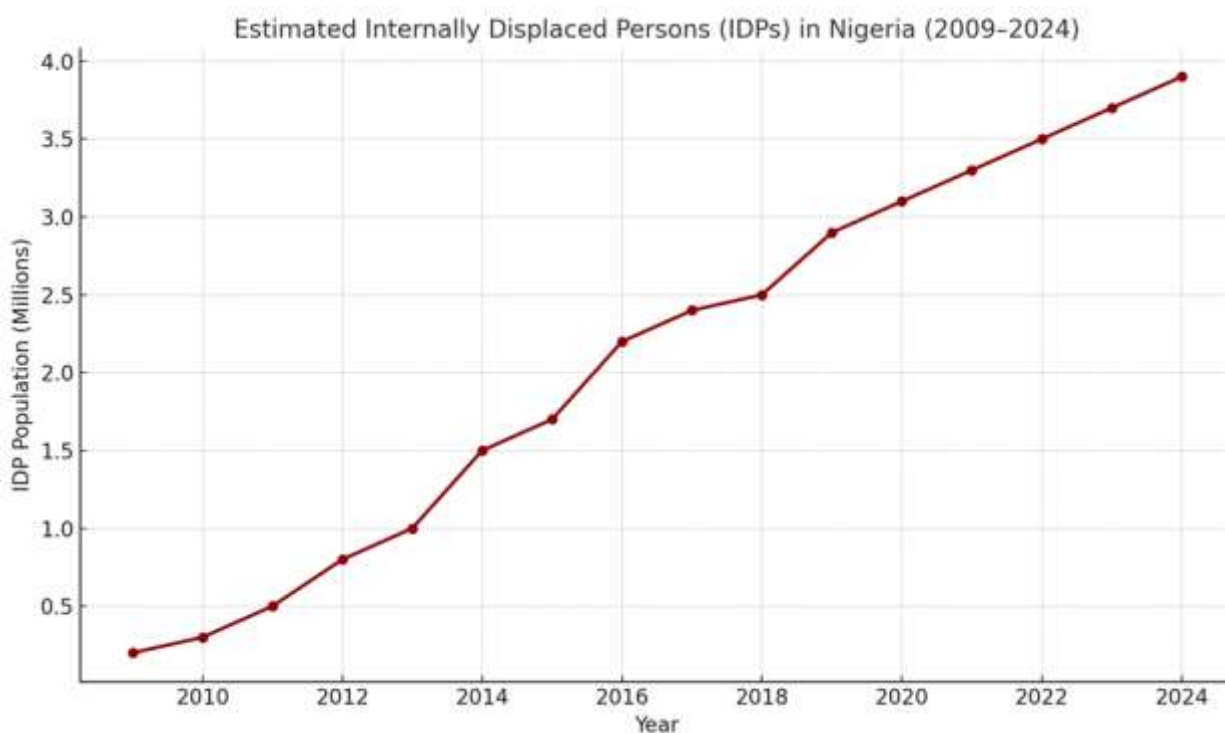 Estimated Internally Displaced Persons (IDPs) in Nigeria (2009–2024)
4.0
3.5
3.0
2.5
2.0
1.5
1.0
0.5
IDP Population (Millions)
2010 2012 2014 2016 2018 2020 2022 2024
Year